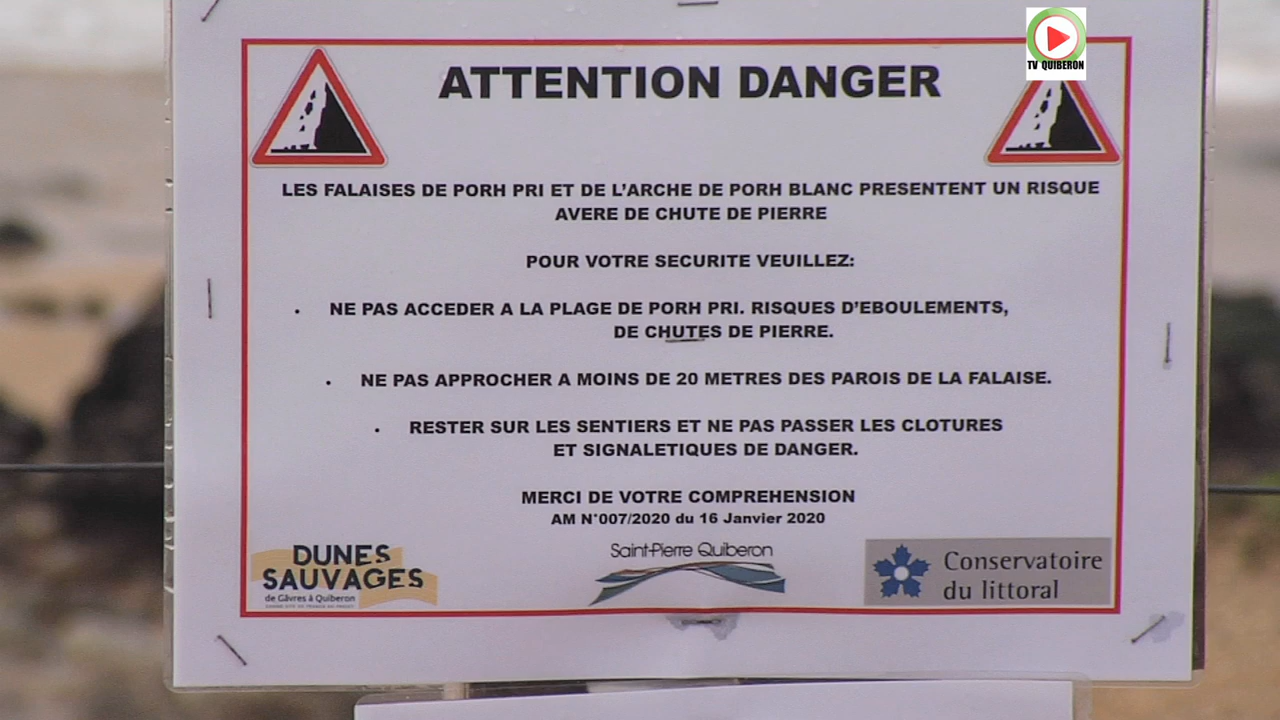 TV QUIBERON
ATTENTION DANGER
LES FALAISES DE PORH PRI ET DE L'ARCHE DE PORH BLANC PRESENTENT UN RISQUE
AVERE DE CHUTE DE PIERRE
POUR VOTRE SECURITE VEUILLEZ:
• NE PAS ACCEDER A LA PLAGE DE PORH PRI. RISQUES D'EBOULEMENTS,
DE CHUTES DE PIERRE.
• NE PAS APPROCHER A MOINS DE 20 METRES DES PAROIS DE LA FALAISE.
• RESTER SUR LES SENTIERS ET NE PAS PASSER LES CLOTURES
ET SIGNALETIQUES DE DANGER.
MERCI DE VOTRE COMPREHENSION
AM N°007/2020 du 16 Janvier 2020
DUNES
SAUVAGES
de Gâvres à Quiberon
Saint-Pierre Quiberon
Conservatoire
du littoral